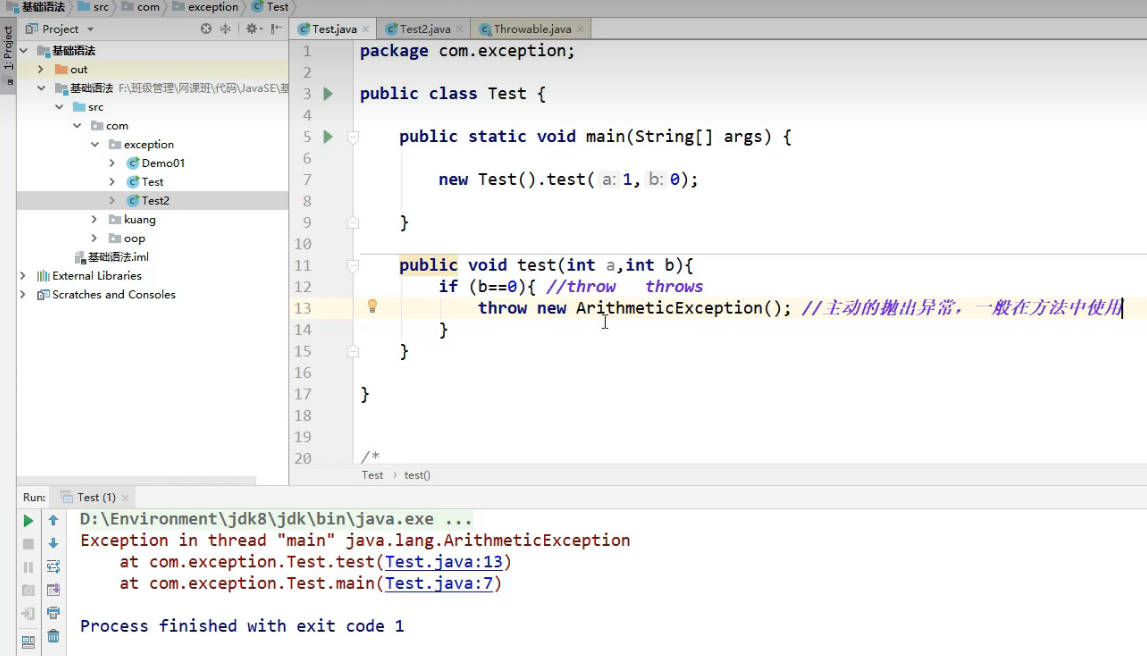 基础语法 src com exception Test
Project
1: Project
Test.java Test2.java Throwable.java
基础语法
out
基础语法 F:\班级管理\网课班\代码\JavaSE\基
src
com
exception
Demo01
Test
Test2
kuang
oop
基础语法.iml
External Libraries
Scratches and Consoles
1 package com.exception;
2
3 public class Test {
4
5 public static void main(String[] args) {
6
7 new Test().test( a: 1, b: 0);
8
9 }
10
11 public void test(int a,int b){
12 if (b==0){ //throw throws
13 throw new ArithmeticException(); //主动的抛出异常，一般在方法中使用
14 }
15 }
16
17 }
18
19
20 /*
Test › test()
Run: Test (1)
D:\Environment\jdk8\jdk\bin\java.exe ...
Exception in thread "main" java.lang.ArithmeticException
at com.exception.Test.test(Test.java:13)
at com.exception.Test.main(Test.java:7)
Process finished with exit code 1